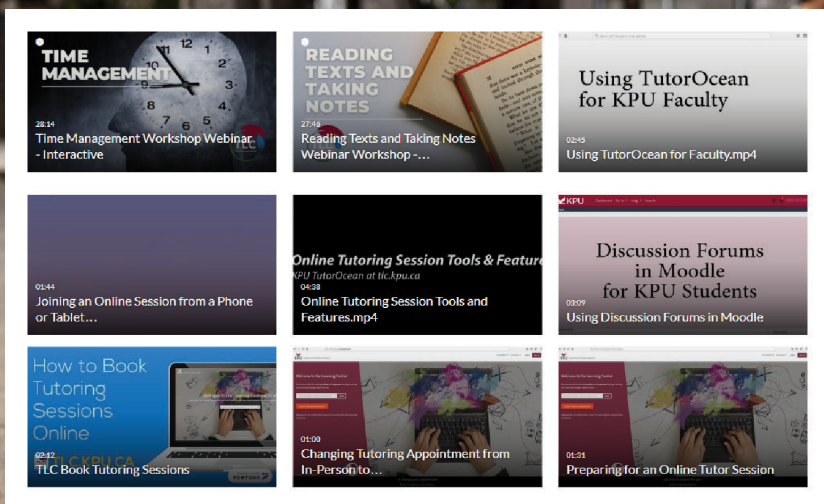 TIME
MANAGEMENT
28:14
Time Management Workshop Webinar
- Interactive
TLC
READING
TEXTS AND
TAKING
NOTES
27:46
Reading Texts and Taking Notes
Webinar Workshop -...
Using TutorOcean
for KPU Faculty
02:45
Using TutorOcean for Faculty.mp4
01:44
Joining an Online Session from a Phone
or Tablet...
Online Tutoring Session Tools & Feature
KPU TutorOcean at tlc.kpu.ca
04:38
Online Tutoring Session Tools and
Features.mp4
KPU
Discussion Forums
in Moodle
for KPU Students
03:09
Using Discussion Forums in Moodle
How to Book
Tutoring
Sessions
Online
TLC.KPU.CA
02:12
TLC Book Tutoring Sessions
01:00
Changing Tutoring Appointment from
In-Person to...
01:31
Preparing for an Online Tutor Session